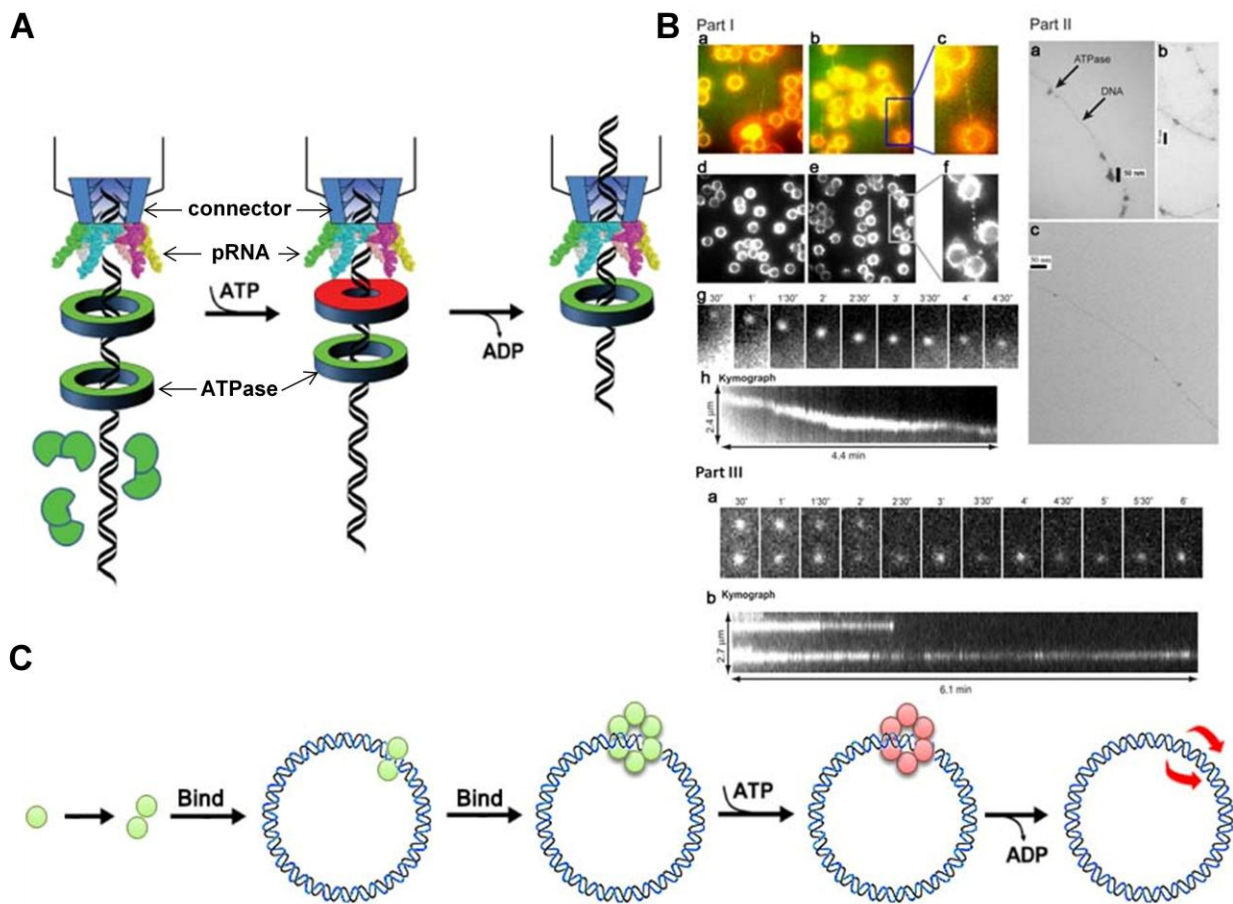 A
connector
pRNA
ATP
ADP
ATPase
B
Part I
a
b
c
d
e
f
g
30" 1' 1'30" 2' 2'30" 3' 3'30" 4' 4'30"
h Kymograph
2.4 μm
4.4 min
Part II
a
ATPase
DNA
50 nm
b
c
50 nm
Part III
a
30" 1' 1'30" 2' 2'30" 3' 3'30" 4' 4'30" 5' 5'30" 6'
b Kymograph
2.7 μm
6.1 min
C
Bind
Bind
ATP
ADP